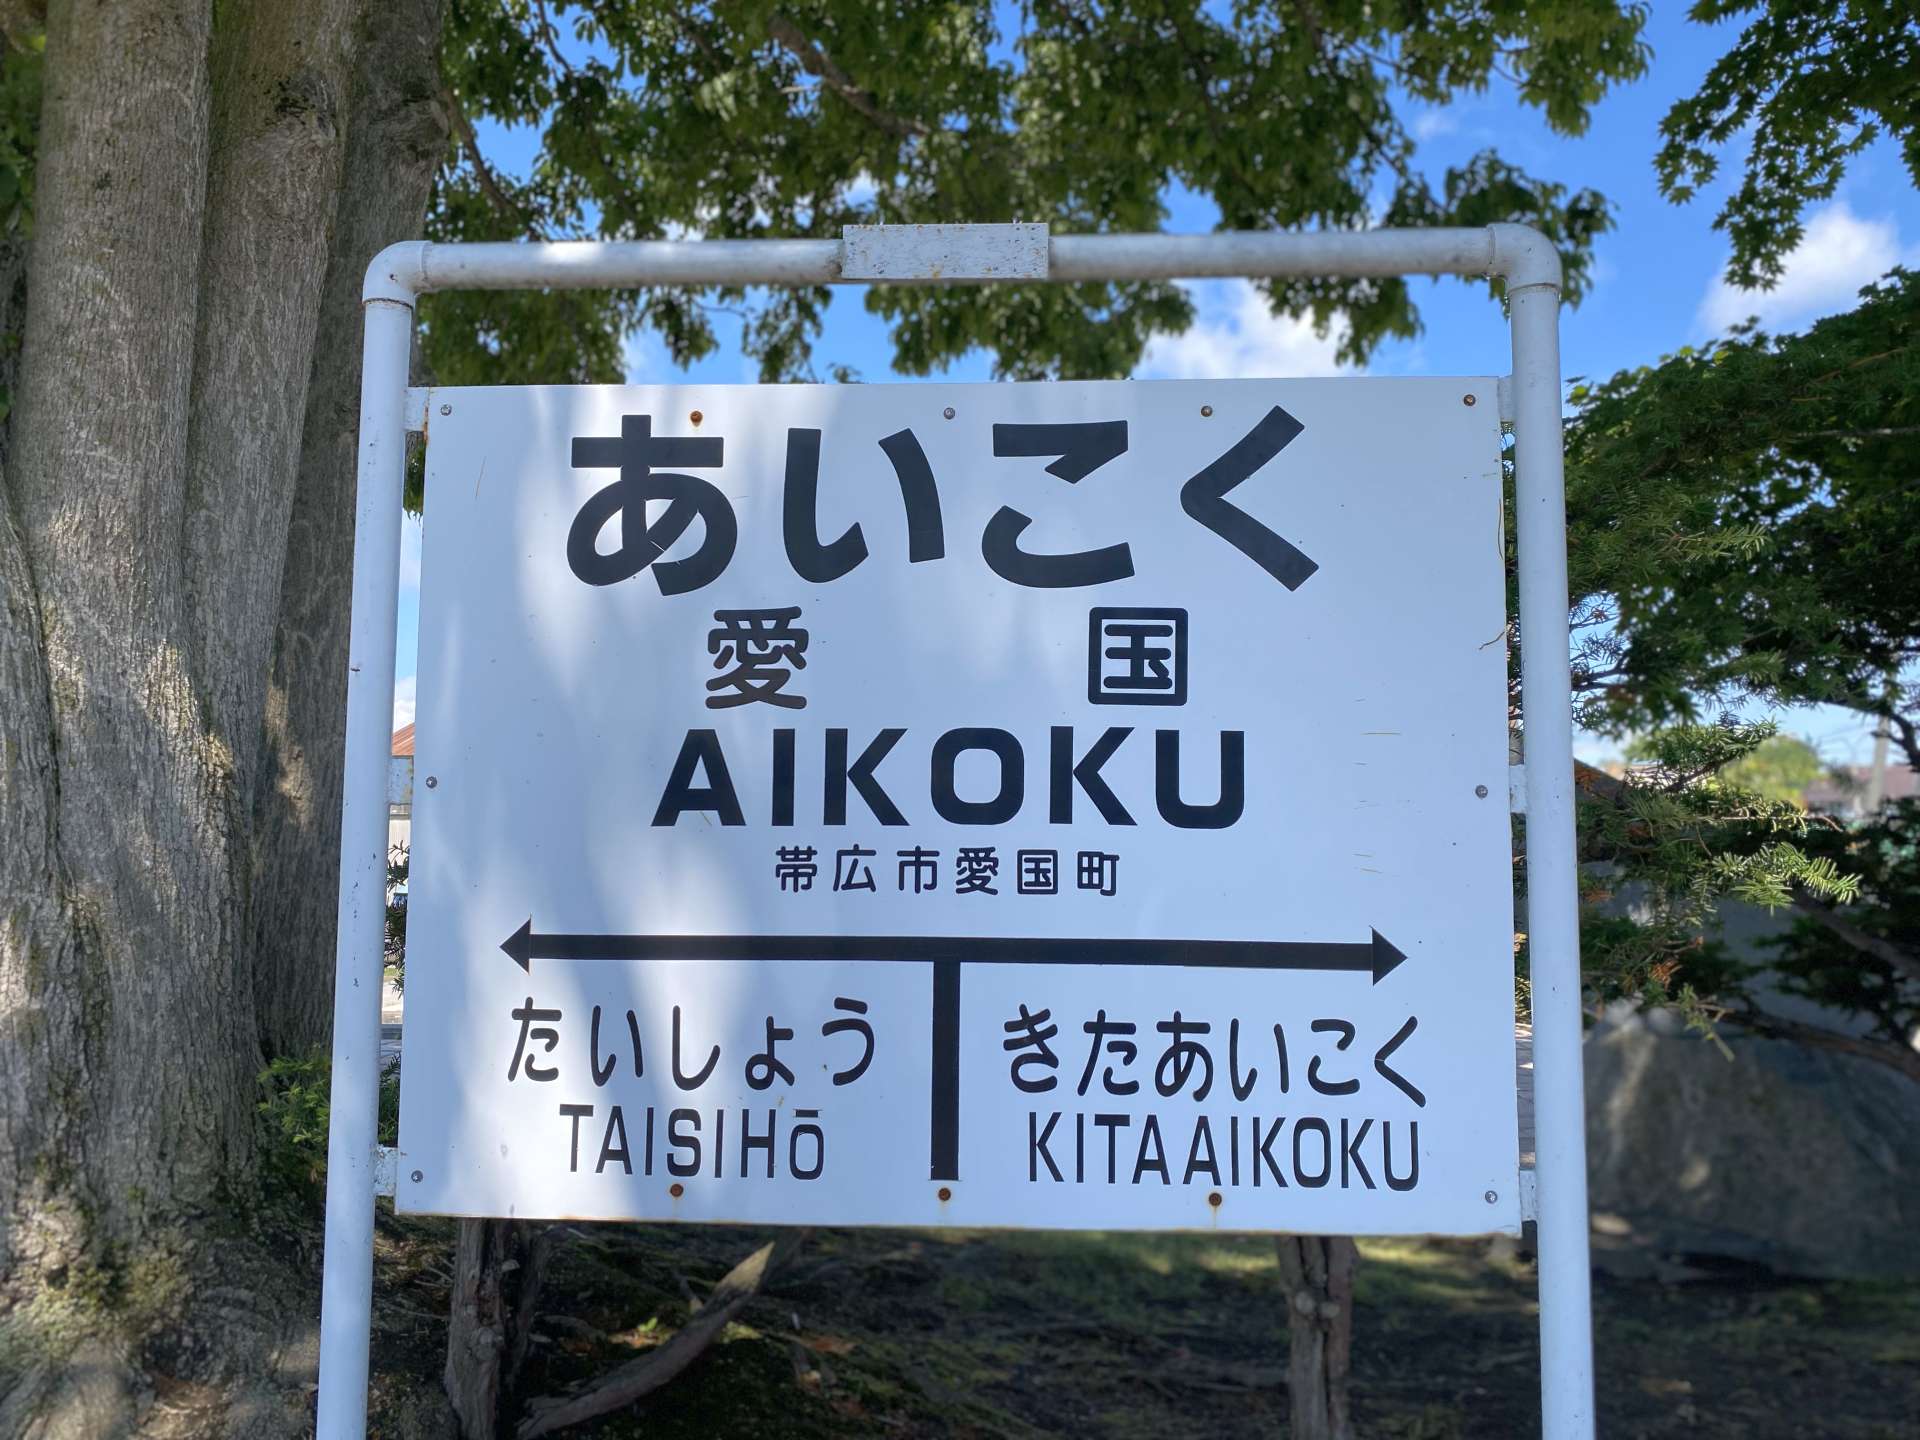 あいこく
愛国
AIKOKU
帯広市愛国町
たいしょう きたあいこく
TAISIHō KITAAIKOKU